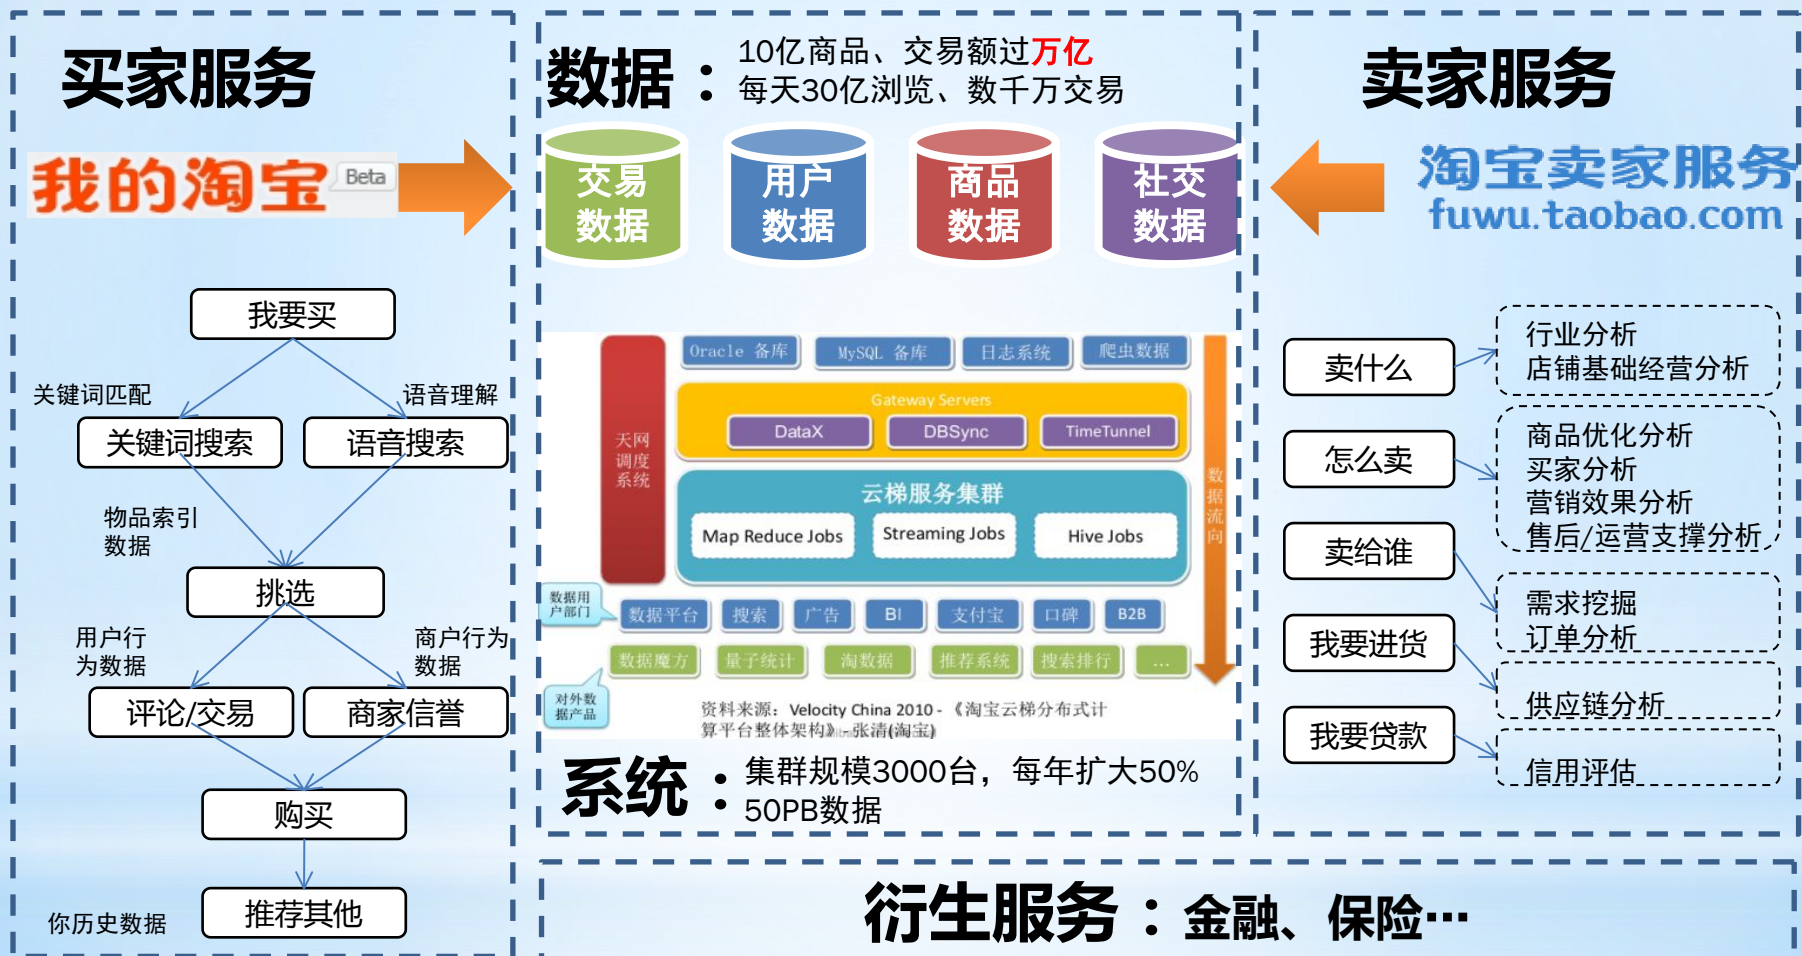 买家服务
我的淘宝 Beta
我要买
关键词匹配
语音理解
关键词搜索
语音搜索
物品索引
数据
挑选
用户行
为数据
商户行为
数据
评论/交易
商家信誉
购买
你历史数据
推荐其他
数据：
10亿商品、交易额过万亿
每天30亿浏览、数千万交易
交易
数据
用户
数据
商品
数据
社交
数据
天网
调度
系统
Oracle 备库
MySQL 备库
日志系统
爬虫数据
Gateway Servers
DataX
DBSync
TimeTunnel
云梯服务集群
Map Reduce Jobs
Streaming Jobs
Hive Jobs
数据流向
数据用
户部门
数据平台
搜索
广告
BI
支付宝
口碑
B2B
数据魔方
量子统计
淘数据
推荐系统
搜索排行
...
对外数
据产品
资料来源：Velocity China 2010 - 《淘宝云梯分布式计
算平台整体架构》- 张清(淘宝)
系统：
集群规模3000台，每年扩大50%
50PB数据
卖家服务
淘宝卖家服务
fuwu.taobao.com
卖什么
行业分析
店铺基础经营分析
怎么卖
商品优化分析
买家分析
营销效果分析
售后/运营支撑分析
卖给谁
需求挖掘
订单分析
我要进货
供应链分析
我要贷款
信用评估
衍生服务：金融、保险…